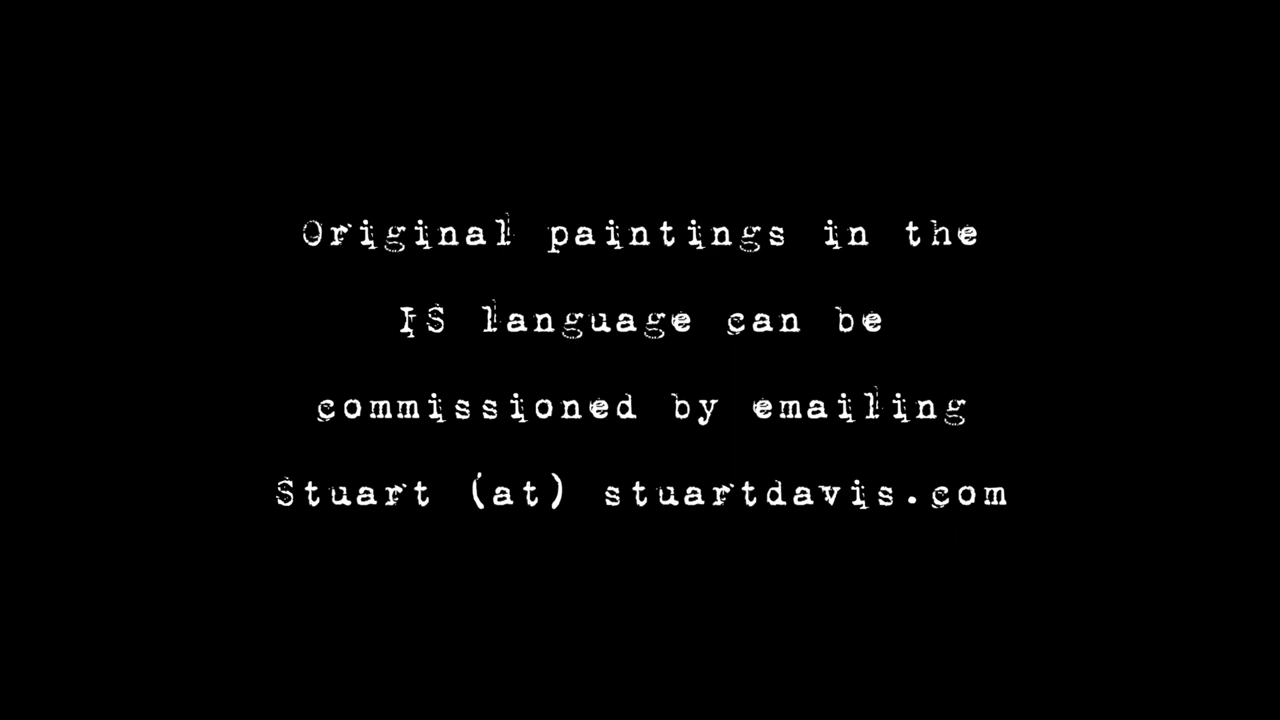 Original paintings in the
IS language can be
commissioned by emailing
Stuart (at) stuartdavis.com